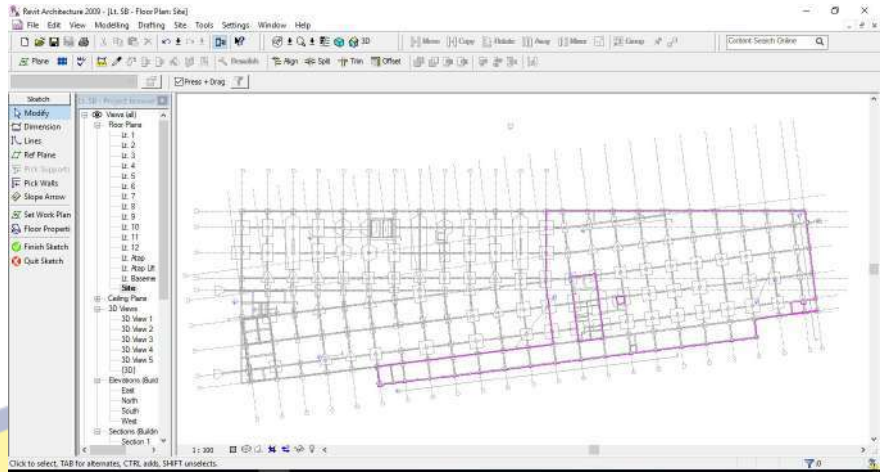 Revit Architecture 2009 - [Lt. SB - Floor Plan: Site]
File Edit View Modelling Drafting Site Tools Settings Window Help
3D
Content Search Online
Plane Demolish Align Split Trim Offset
Press + Drag
Sketch
Modify
Dimension
Lines
Ref Plane
Pick Supports
Pick Walls
Slope Arrow
Set Work Plan
Floor Properti
Finish Sketch
Quit Sketch
Views (all)
Floor Plans
Lt. 1
Lt. 2
Lt. 3
Lt. 4
Lt. 5
Lt. 6
Lt. 7
Lt. 8
Lt. 9
Lt. 10
Lt. 11
Lt. 12
Lt. Atap
Lt. Atap Lift
Lt. Baseme
Site
Ceiling Plans
3D Views
3D View 1
3D View 2
3D View 3
3D View 4
3D View 5
{3D}
Elevations (Build
East
North
South
West
Sections (Buildin
Section 1
1 : 300
Click to select, TAB for alternates, CTRL adds, SHIFT unselects.